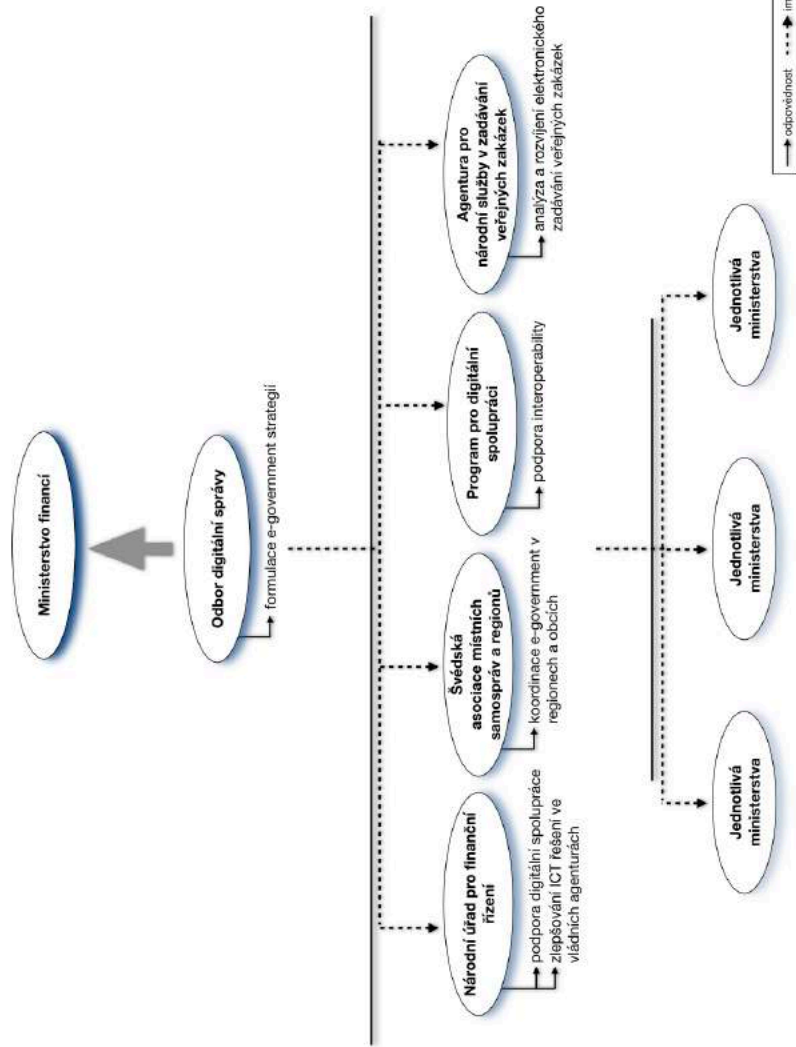 Ministerstvo financí
Odbor digitální správy
formulace e-government strategií
Národní úřad pro finanční
řízení
podpora digitální spolupráce
zlepšování ICT řešení ve
vládních agenturách
Švédská
asociace místních
samospráv a regionů
koordinace e-government v
regionech a obcích
Program pro digitální
spolupráci
podpora interoperability
Agentura pro
národní služby v zadávání
veřejných zakázek
analýza a rozvíjení elektronického
zadávání veřejných zakázek
Jednotlivá
ministerstva
Jednotlivá
ministerstva
Jednotlivá
ministerstva
odpovědnost